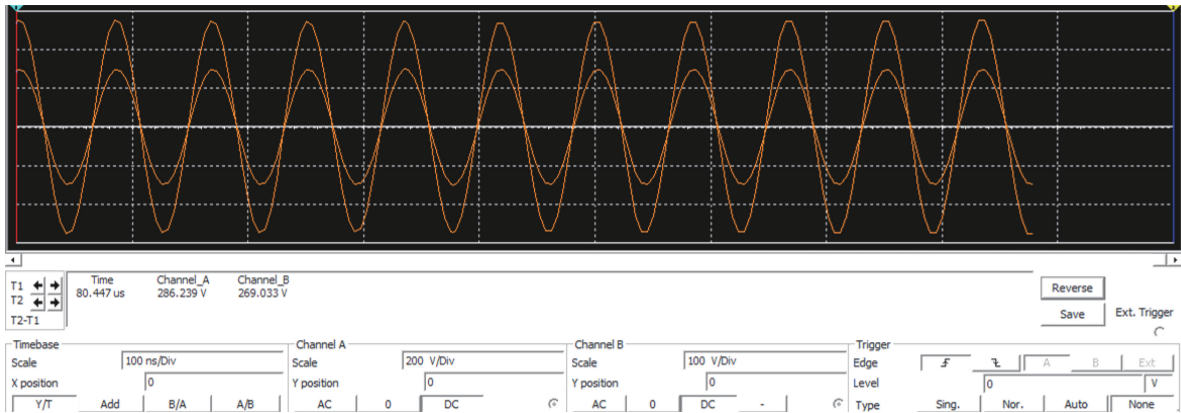 Time Channel_A Channel_B
T1 80.447 us 286.239 V 269.033 V
T2
T2-T1
Reverse
Save
Ext. Trigger
Timebase
Scale 100 ns/Div
X position 0
Y/T Add B/A A/B
Channel A
Scale 200 V/Div
Y position 0
AC 0 DC
Channel B
Scale 100 V/Div
Y position 0
AC 0 DC -
Trigger
Edge A B Ext
Level 0 V
Type Sing. Nor. Auto None